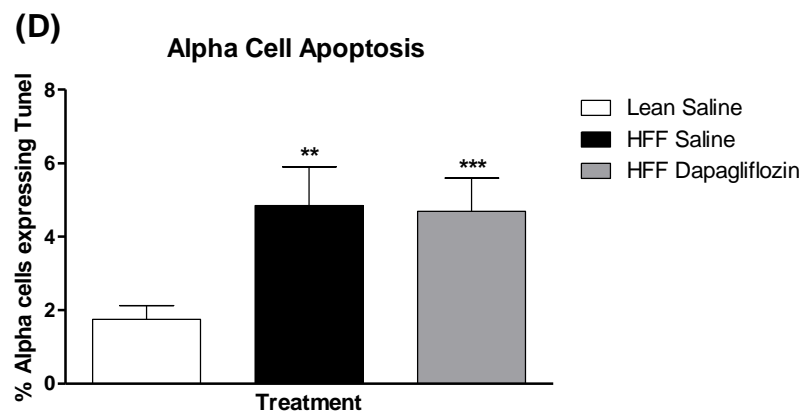 (D)
Alpha Cell Apoptosis
% Alpha cells expressing Tunel
8
6
4
2
0
**
***
Treatment
Lean Saline
HFF Saline
HFF Dapagliflozin